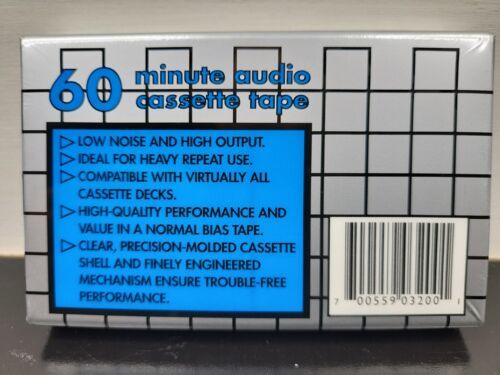 60 minute audio
cassette tape
LOW NOISE AND HIGH OUTPUT.
IDEAL FOR HEAVY REPEAT USE.
COMPATIBLE WITH VIRTUALLY ALL
CASSETTE DECKS.
HIGH-QUALITY PERFORMANCE AND
VALUE IN A NORMAL BIAS TAPE.
CLEAR, PRECISION-MOLDED CASSETTE
SHELL AND FINELY ENGINEERED
MECHANISM ENSURE TROUBLE-FREE
PERFORMANCE.
7 00559 03200 1